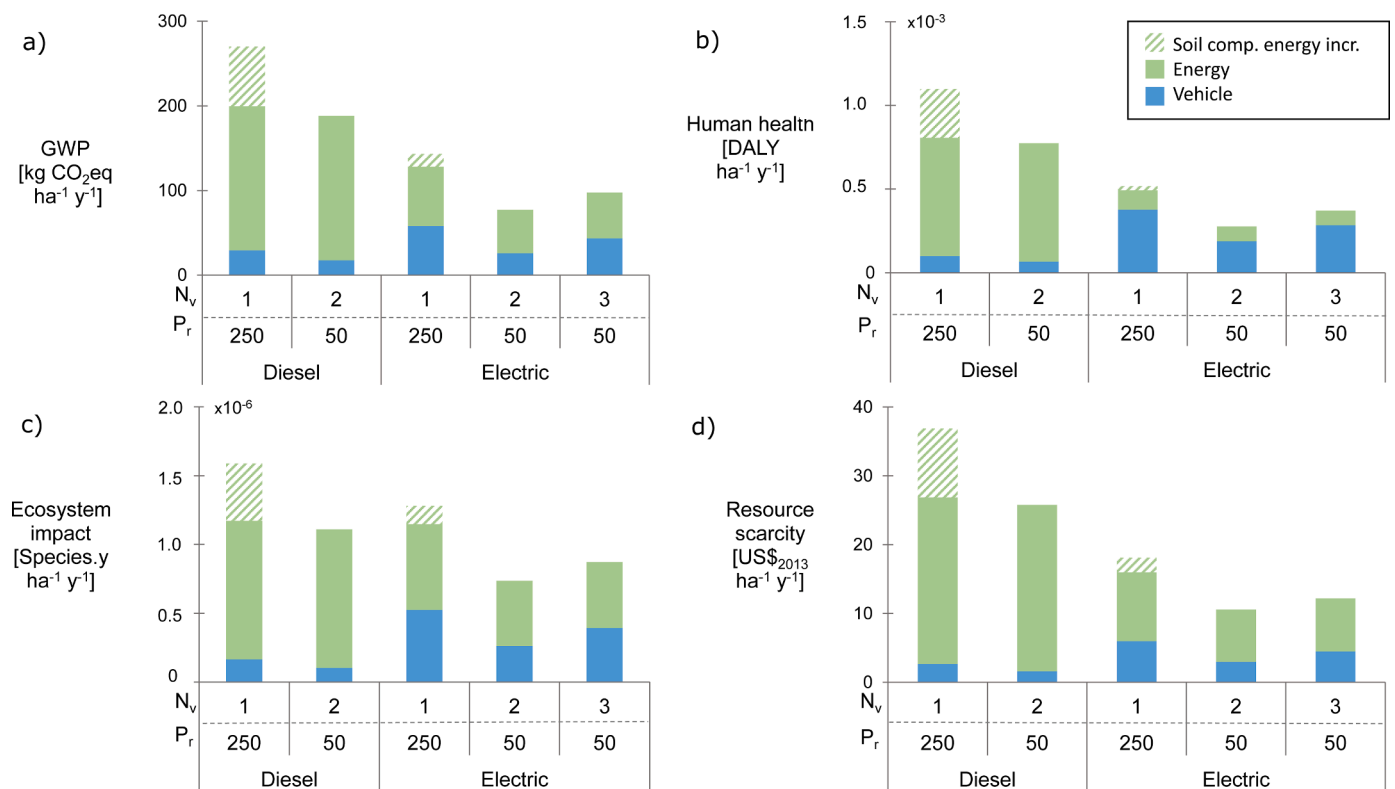 a)
300
200
100
0
GWP
[kg CO₂eq
ha⁻¹ y⁻¹]
Nᵥ 1 2 1 2 3
Pᵣ 250 50 250 50 50
Diesel Electric
b)
1.5 x10⁻³
1.0
0.5
0
Human health
[DALY
ha⁻¹ y⁻¹]
Soil comp. energy incr.
Energy
Vehicle
Nᵥ 1 2 1 2 3
Pᵣ 250 50 250 50 50
Diesel Electric
c)
2.0 x10⁻⁶
1.5
1.0
0.5
0
Ecosystem
impact
[Species.y
ha⁻¹ y⁻¹]
Nᵥ 1 2 1 2 3
Pᵣ 250 50 250 50 50
Diesel Electric
d)
40
30
20
10
0
Resource
scarcity
[US$₂₀₁₃
ha⁻¹ y⁻¹]
Nᵥ 1 2 1 2 3
Pᵣ 250 50 250 50 50
Diesel Electric